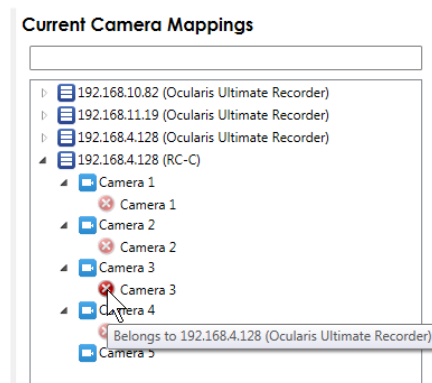 Current Camera Mappings
192.168.10.82 (Ocularis Ultimate Recorder)
192.168.11.19 (Ocularis Ultimate Recorder)
192.168.4.128 (Ocularis Ultimate Recorder)
192.168.4.128 (RC-C)
Camera 1
Camera 1
Camera 2
Camera 2
Camera 3
Camera 3
Camera 4
Belongs to 192.168.4.128 (Ocularis Ultimate Recorder)
Camera 5